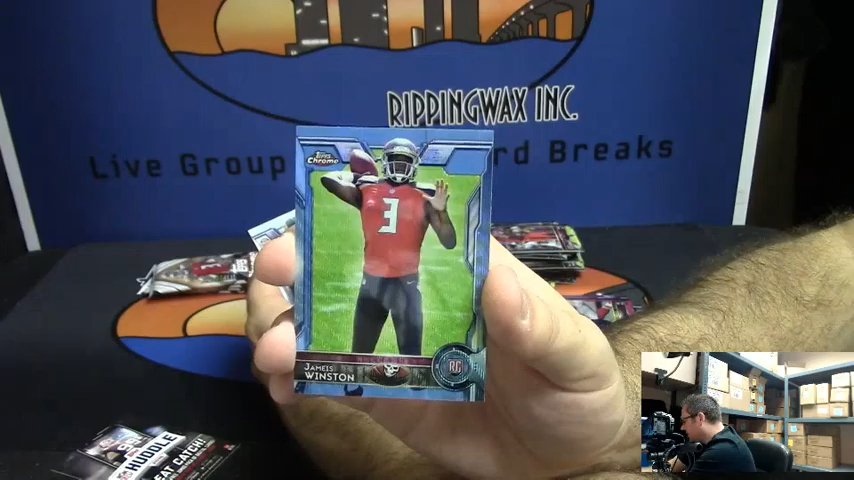 RIPPINGWAX INC.
Live Group
rd Breaks
Topps
Chrome
3
JAMEIS
WINSTON
RC
HUDDLE
EAT CATCH!